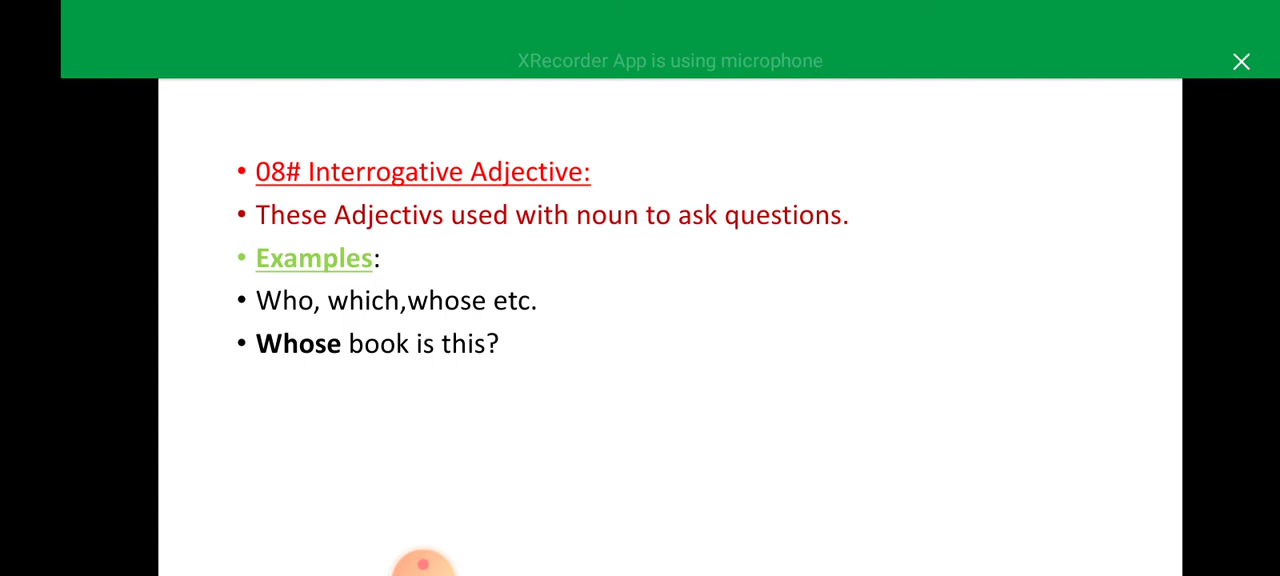 XRecorder App is using microphone
• 08# Interrogative Adjective:
• These Adjectivs used with noun to ask questions.
• Examples:
• Who, which,whose etc.
• Whose book is this?